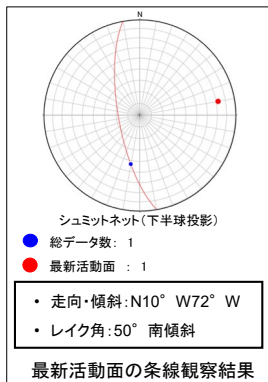 N
シュミットネット(下半球投影)
総データ数: 1
最新活動面 : 1
• 走向・傾斜:N10°W72°W
• レイク角:50°南傾斜
最新活動面の条線観察結果